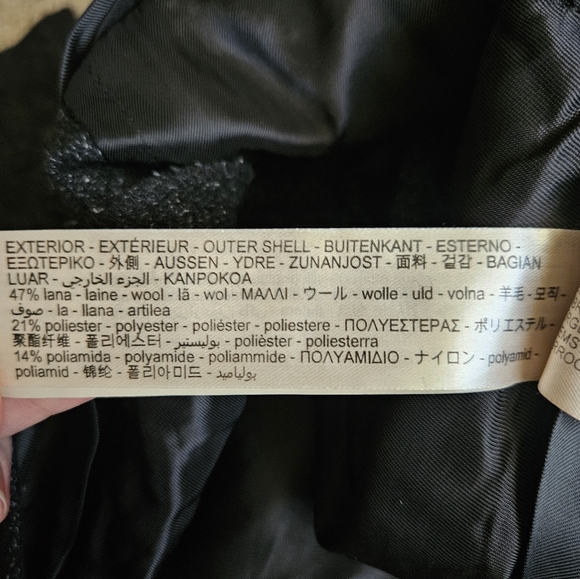 EXTERIOR - EXTÉRIEUR - OUTER SHELL - BUITENKANT - ESTERNO -
ΕΞΩΤΕΡΙΚΟ - 外側 - AUSSEN - YDRE - ZUNANJOST - 面料 - 겉감 - BAGIAN
LUAR - الجزء الخارجي - KANPOKOA
47% lana - laine - wool - lã - wol - ΜΑΛΛΙ - ウール - wolle - uld - volna - 羊毛 - 모직 -
صوف - la - llana - artilea
21% poliester - polyester - poliéster - poliestere - ΠΟΛΥΕΣΤΕΡΑΣ - ポリエステル -
聚酯纤维 - 폴리에스터 - بوليستير - polièster - poliesterra
14% poliamida - polyamide - poliammide - ΠΟΛΥΑΜΙΔΙΟ - ナイロン - polyamid -
poliamid - 锦纶 - 폴리아미드 - بولياميد